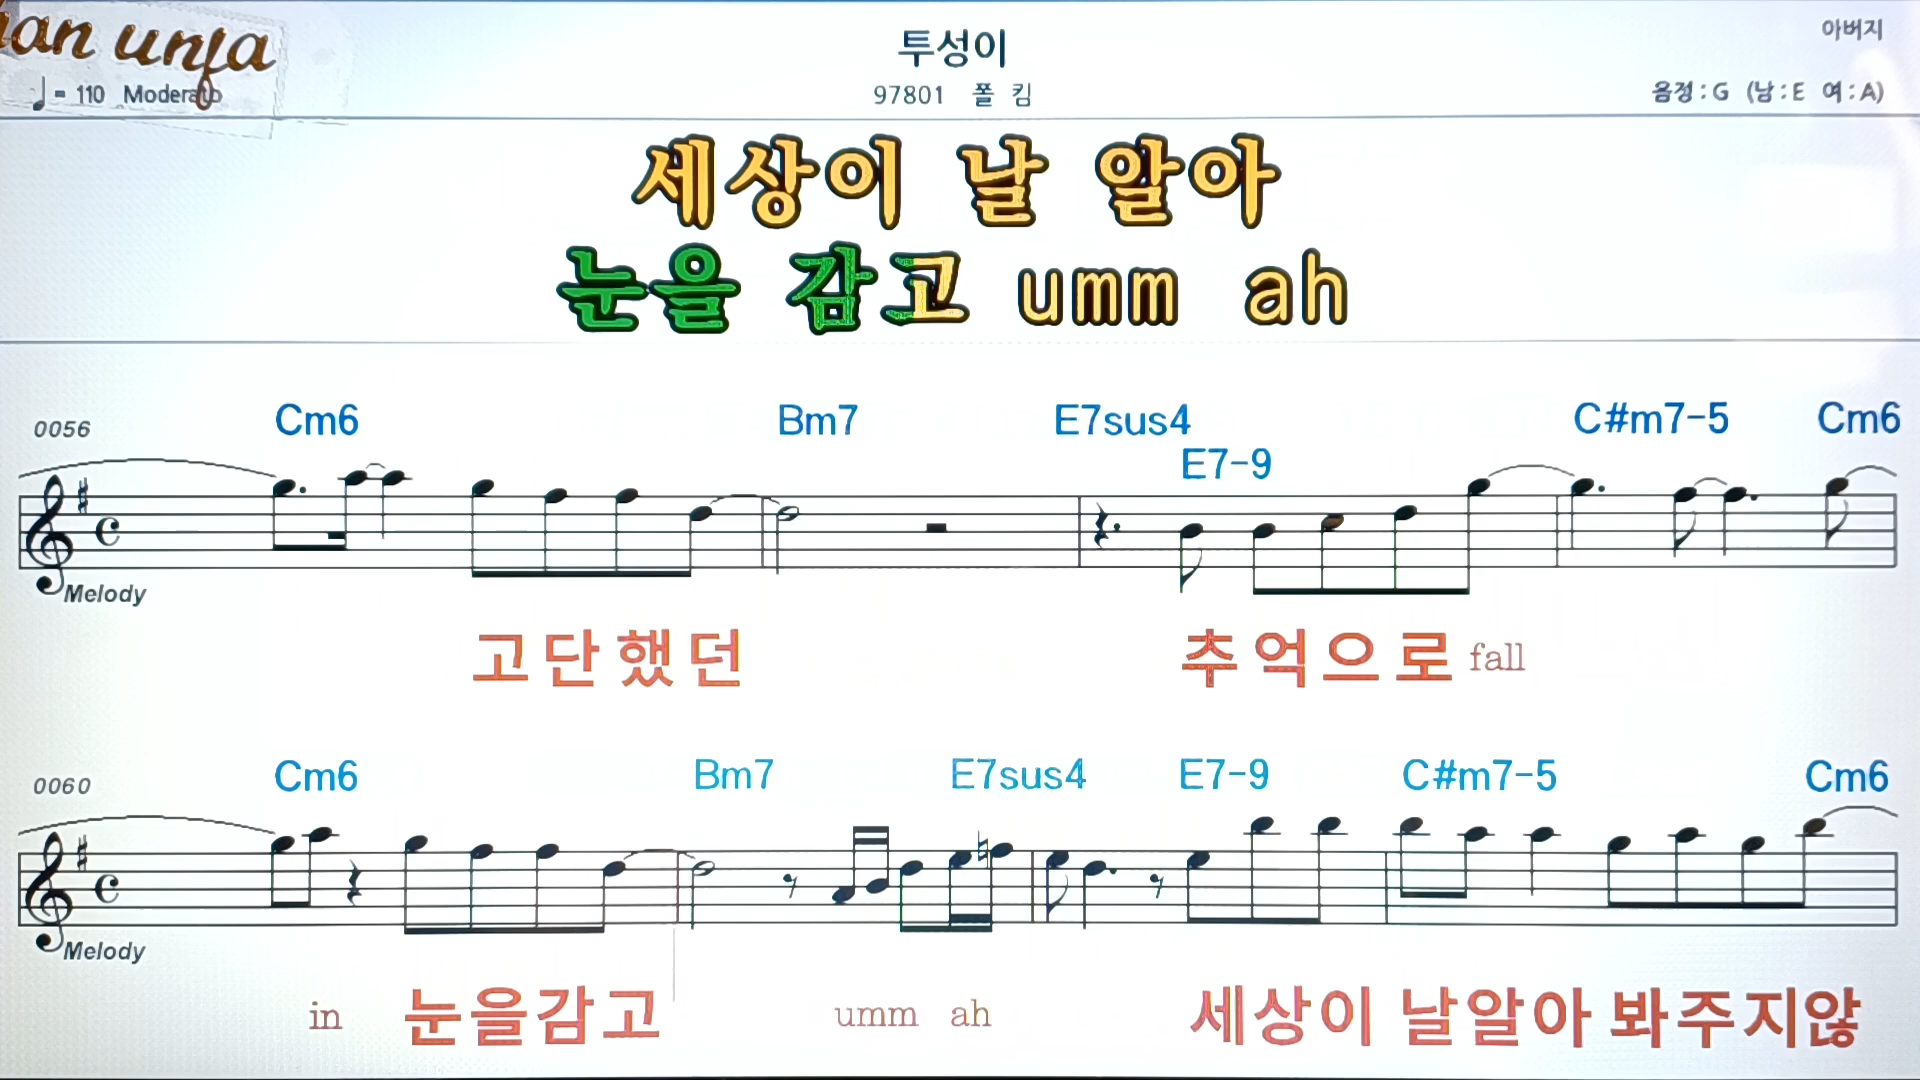 투성이
아버지
♩= 110 Moderato
97801 폴 킴
음정:G (남:E 여:A)
세상이 날 알아
눈을 감고 umm ah
0056 Cm6 Bm7 E7sus4 C#m7-5 Cm6
E7-9
Melody
고단했던 추억으로 fall
0060 Cm6 Bm7 E7sus4 E7-9 C#m7-5 Cm6
Melody
in 눈을감고 umm ah 세상이 날알아 봐주지않